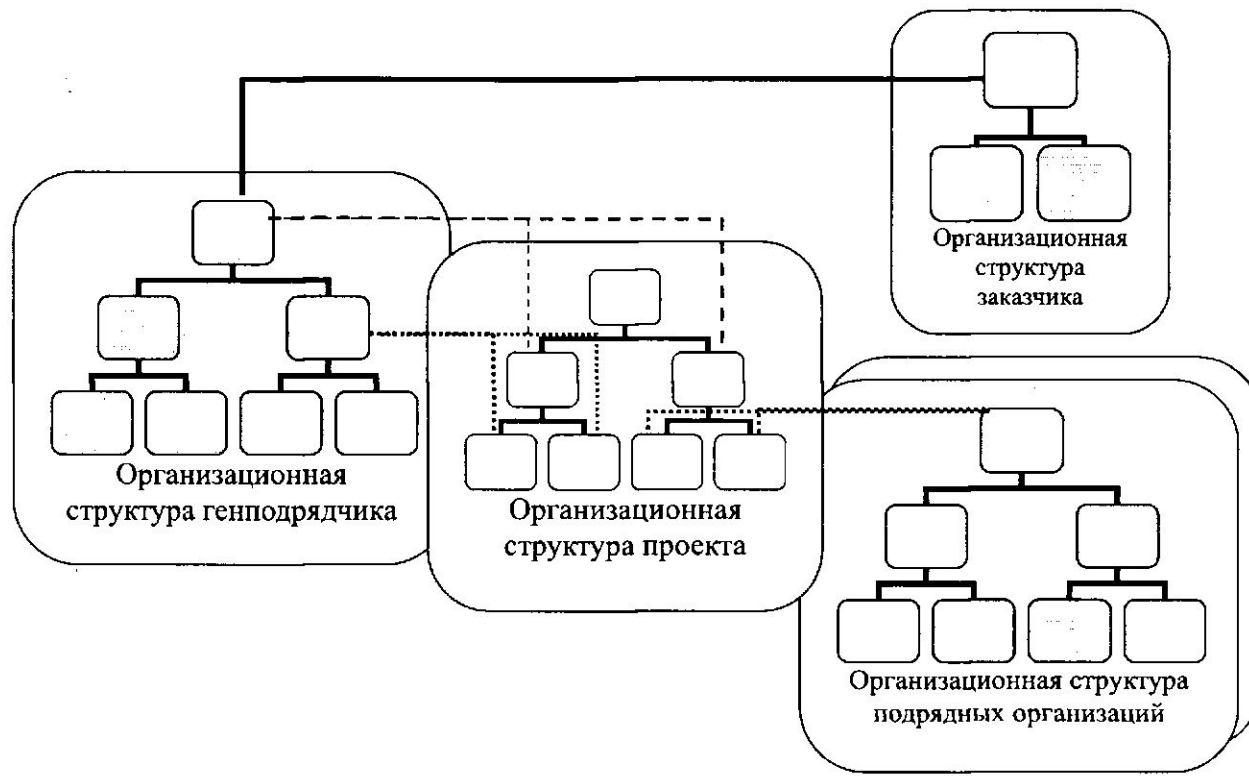 Организационная
структура
заказчика
Организационная
структура генподрядчика
Организационная
структура проекта
Организационная структура
подрядных организаций